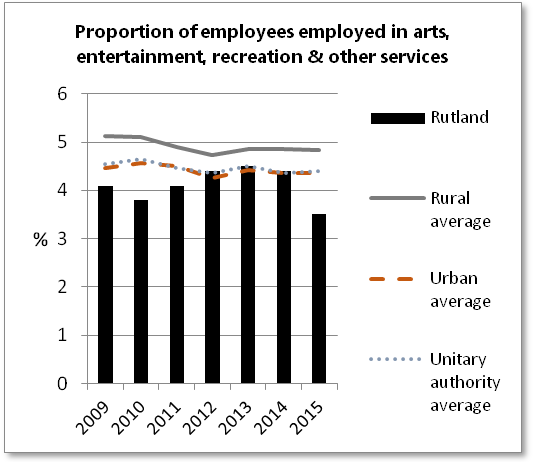 Proportion of employees employed in arts,
entertainment, recreation & other services
%
6
5
4
3
2
1
0
2009
2010
2011
2012
2013
2014
2015
Rutland
Rural
average
Urban
average
Unitary
authority
average